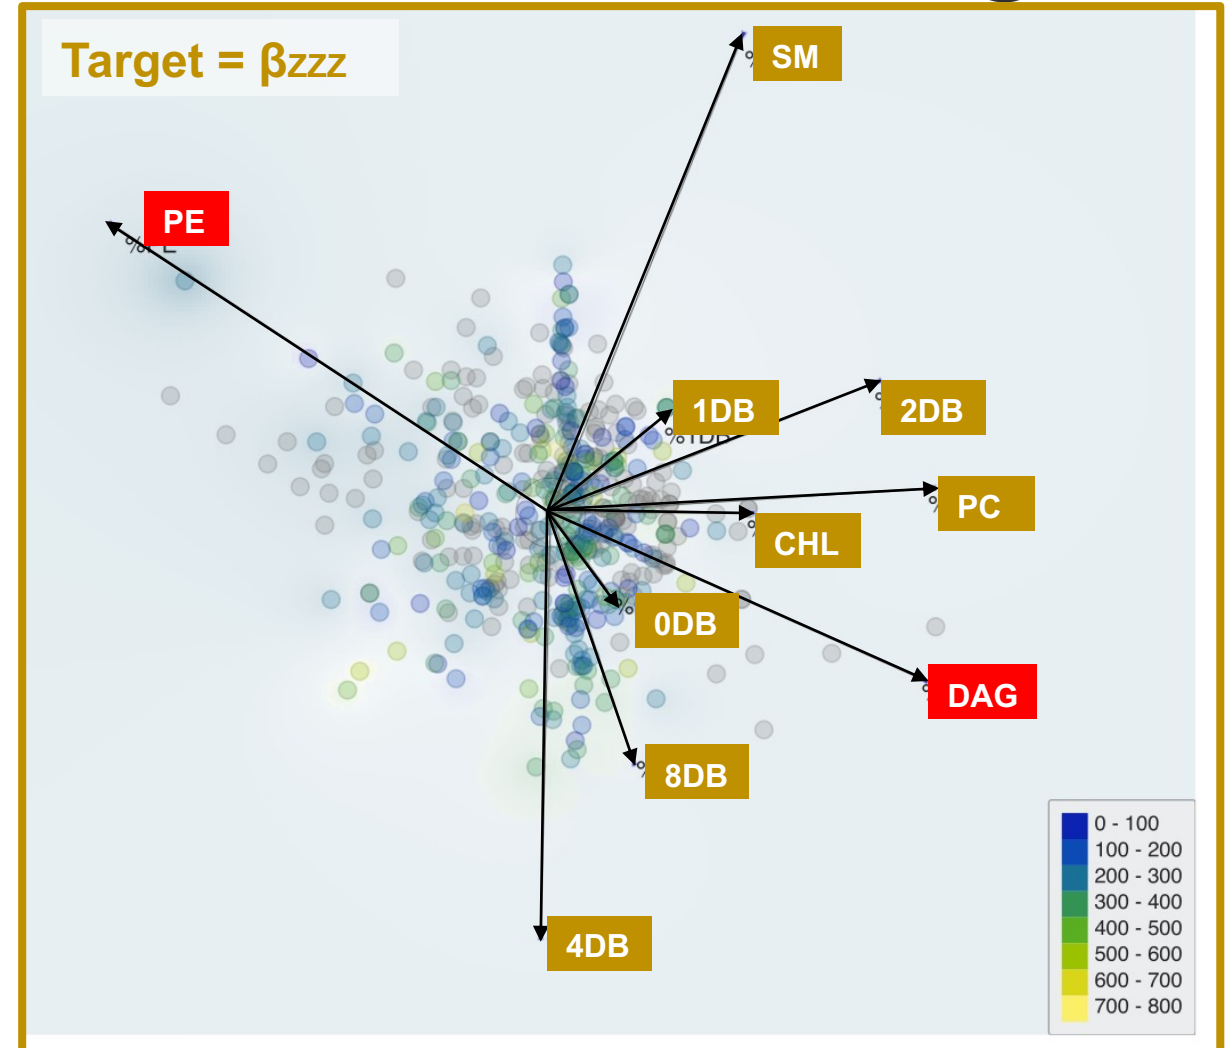 Target = βzzz
SM
PE
1DB
2DB
%1DB
PC
CHL
0DB
DAG
8DB
4DB
0 - 100
100 - 200
200 - 300
300 - 400
400 - 500
500 - 600
600 - 700
700 - 800